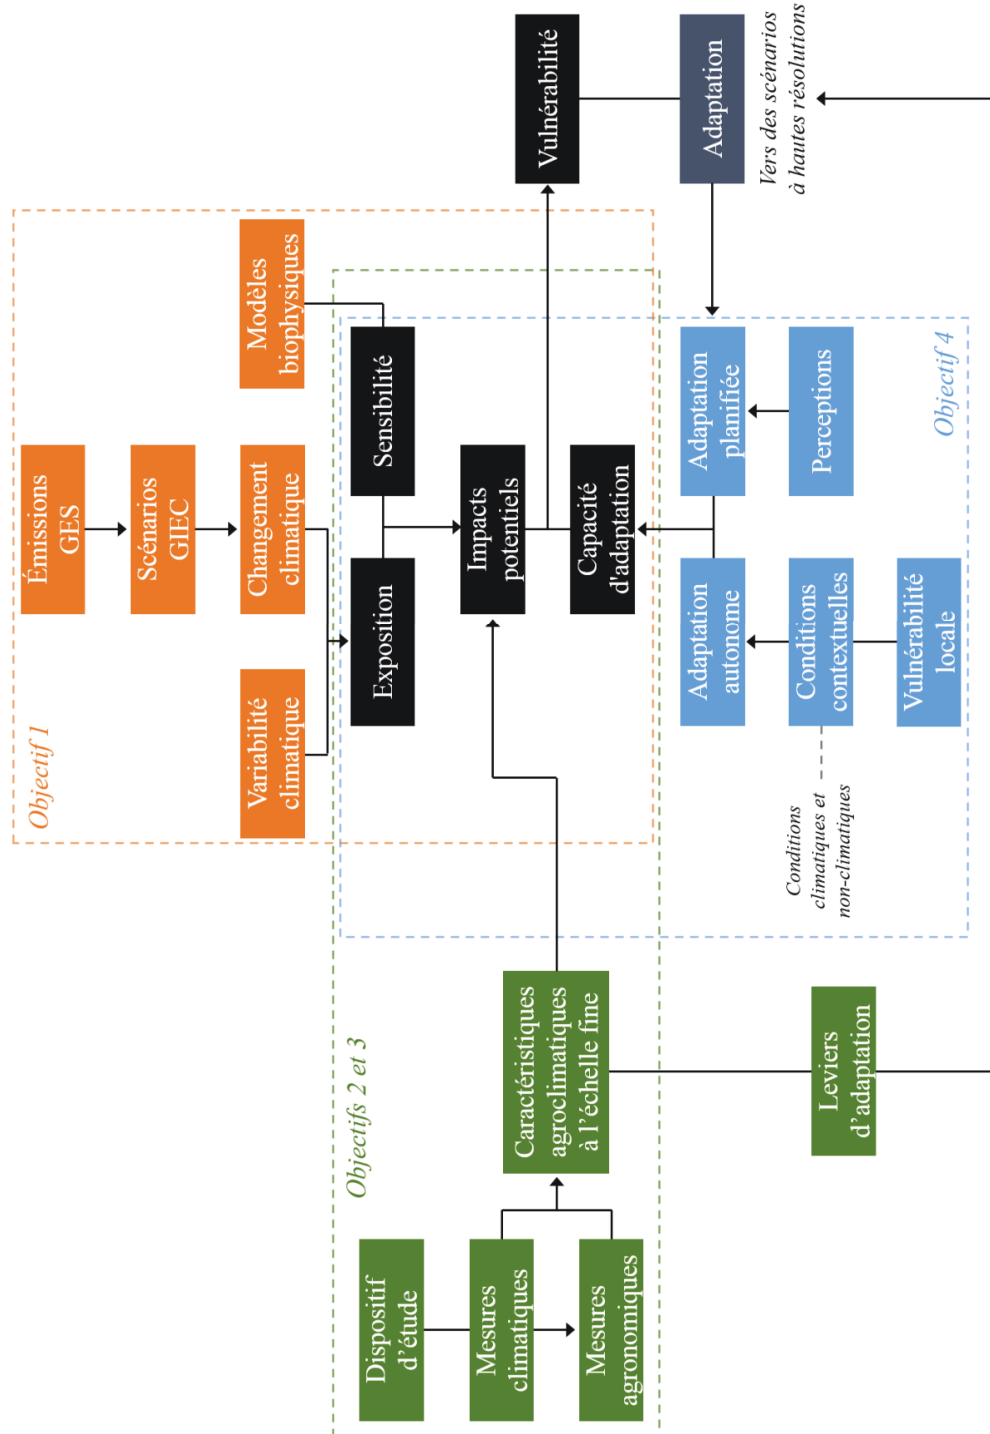 Objectif 1
Émissions
GES
Scénarios
GIEC
Variabilité
climatique
Changement
climatique
Modèles
biophysiques
Objectifs 2 et 3
Exposition
Sensibilité
Dispositif
d'étude
Mesures
climatiques
Mesures
agronomiques
Caractéristiques
agroclimatiques
à l'échelle fine
Impacts
potentiels
Capacité
d'adaptation
Vulnérabilité
Adaptation
Vers des scénarios
à hautes résolutions
Adaptation
autonome
Adaptation
planifiée
Conditions
climatiques et
non-climatiques
Conditions
contextuelles
Perceptions
Leviers
d'adaptation
Vulnérabilité
locale
Objectif 4